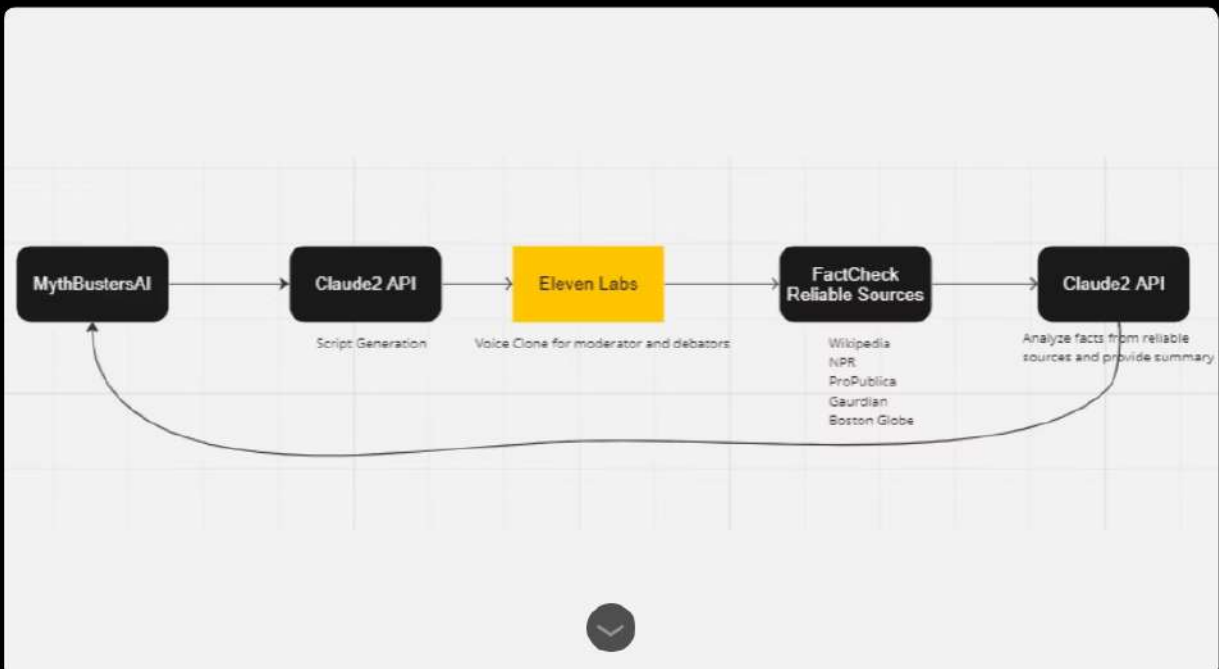 MythBustersAI
Claude2 API
Eleven Labs
FactCheck
Reliable Sources
Claude2 API
Script Generation
Voice Clone for moderator and debators
Wikipedia
NPR
ProPublica
Gaurdian
Boston Globe
Analyze facts from reliable
sources and provide summary